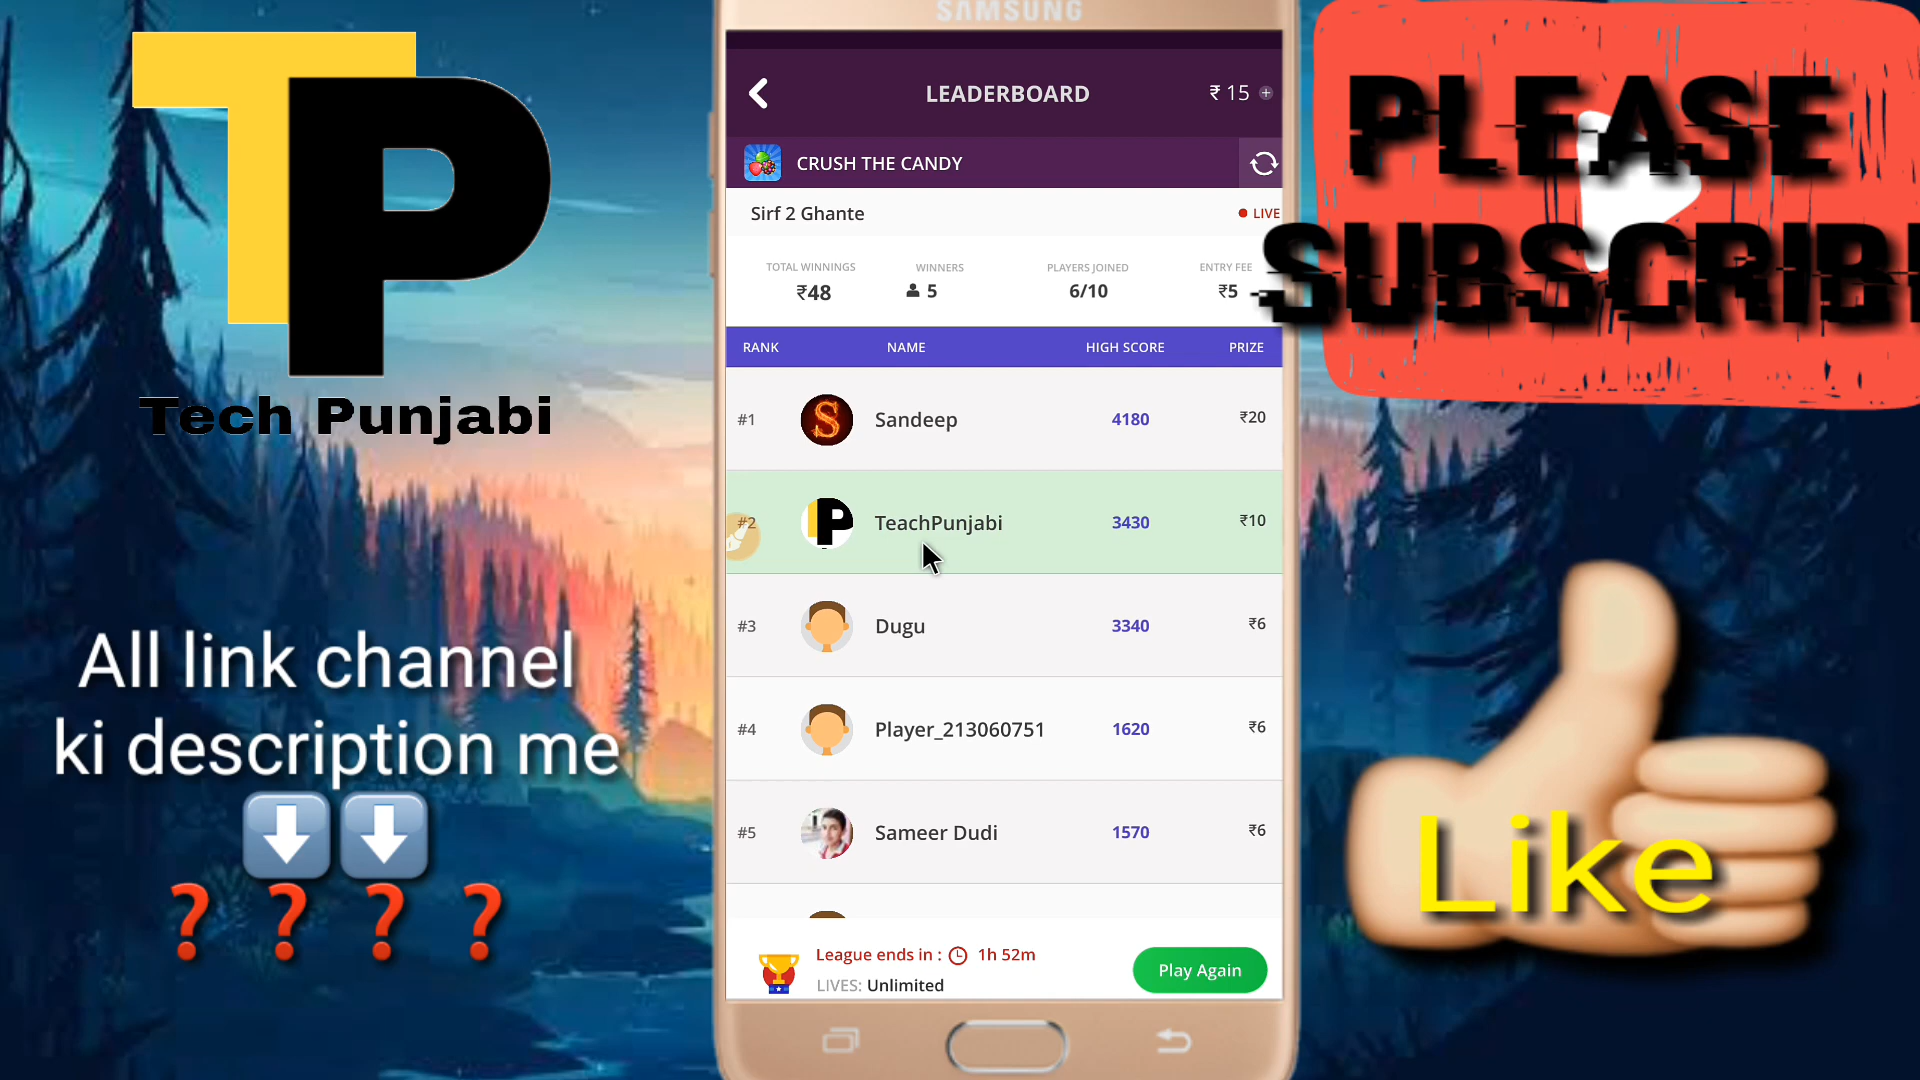 TP
Tech Punjabi
All link channel
ki description me
SAMSUNG
LEADERBOARD
₹ 15
CRUSH THE CANDY
Sirf 2 Ghante
LIVE
TOTAL WINNINGS WINNERS PLAYERS JOINED ENTRY FEE
₹48 5 6/10 ₹5
RANK NAME HIGH SCORE PRIZE
#1 S Sandeep 4180 ₹20
#2 P TeachPunjabi 3430 ₹10
#3 Dugu 3340 ₹6
#4 Player_213060751 1620 ₹6
#5 Sameer Dudi 1570 ₹6
League ends in : 1h 52m
LIVES: Unlimited
Play Again
PLEASE
SUBSCRIB
Like